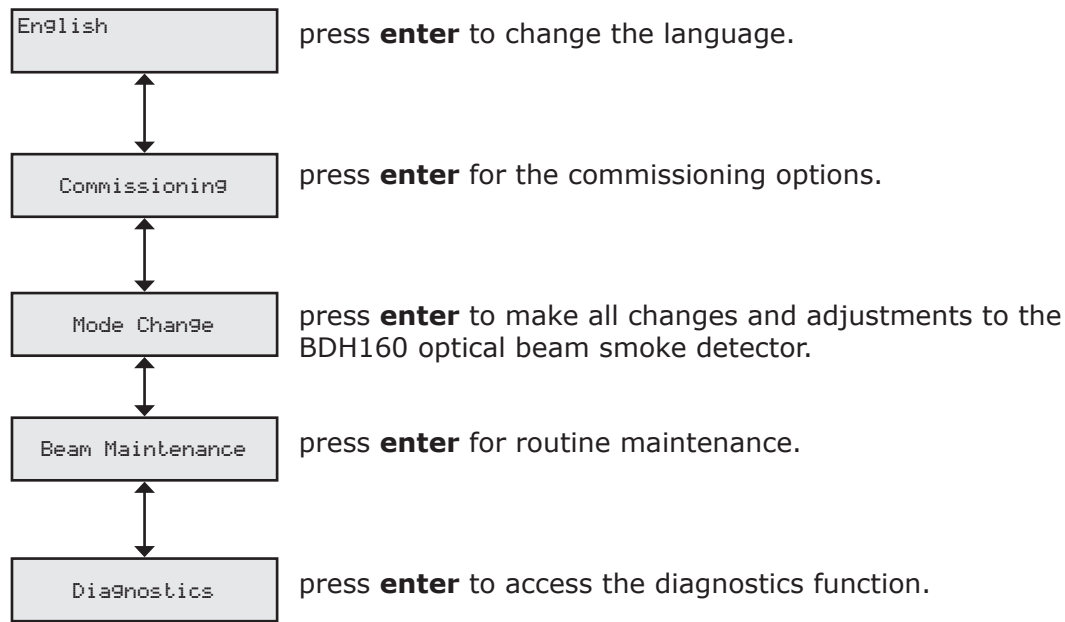 English
press enter to change the language.
Commissioning
press enter for the commissioning options.
Mode Change
press enter to make all changes and adjustments to the
BDH160 optical beam smoke detector.
Beam Maintenance
press enter for routine maintenance.
Diagnostics
press enter to access the diagnostics function.